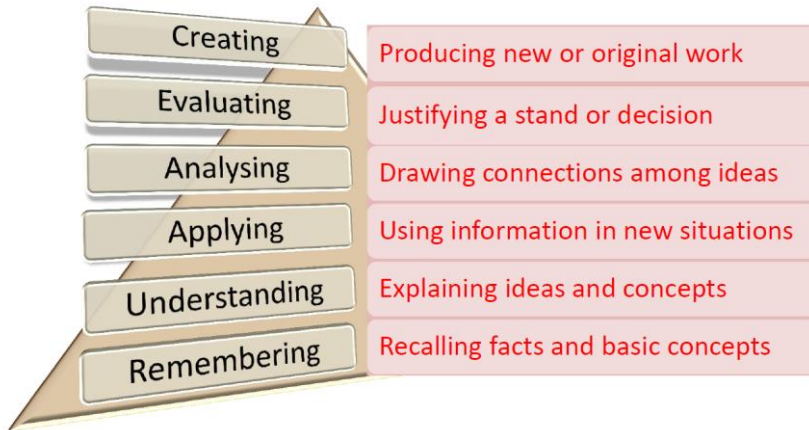 Creating
Producing new or original work
Evaluating
Justifying a stand or decision
Analysing
Drawing connections among ideas
Applying
Using information in new situations
Understanding
Explaining ideas and concepts
Remembering
Recalling facts and basic concepts